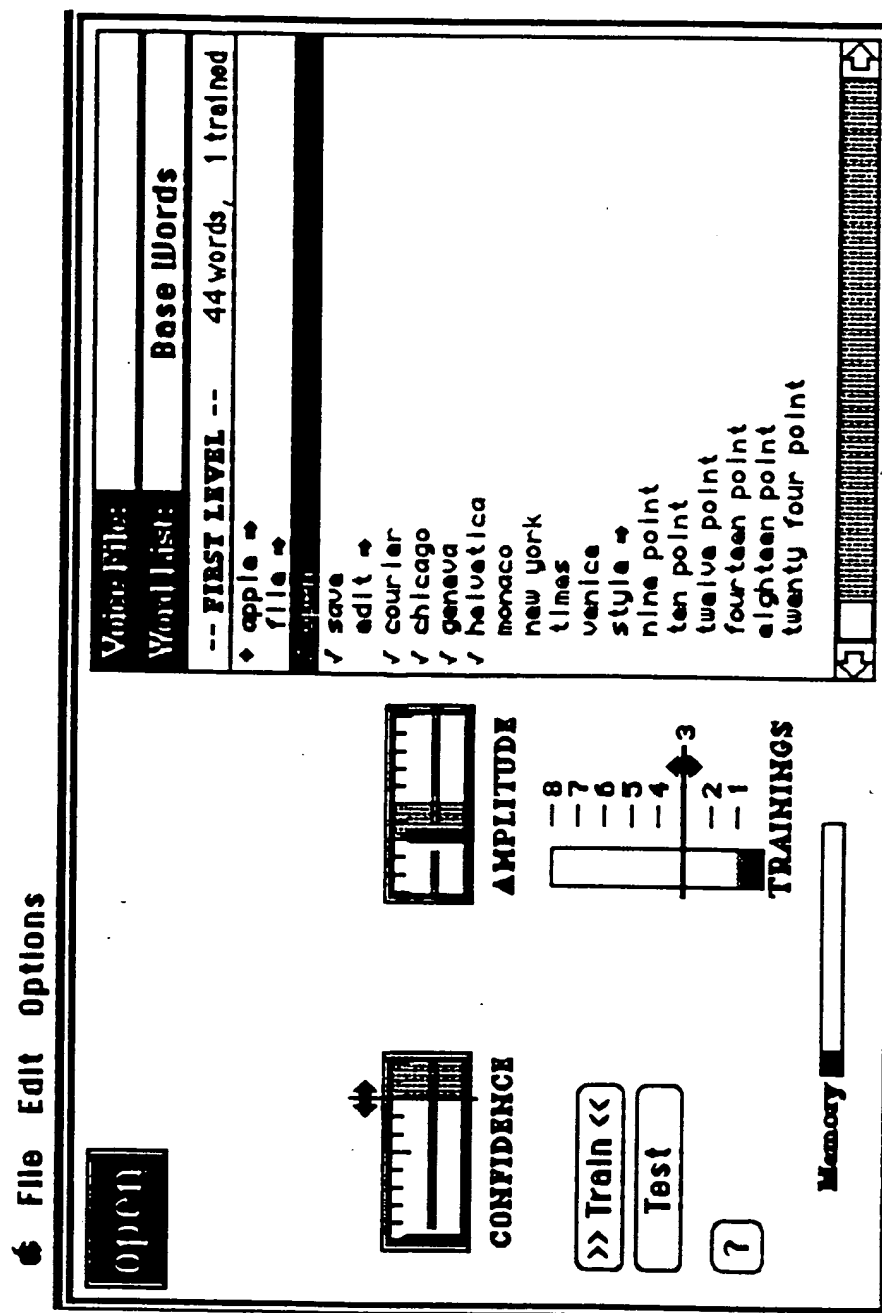 File Edit Options
open
Voice File:
Word List: Base Words
-- FIRST LEVEL -- 44 words, 1 trained
♦ apple ➡
file ➡
open
✓ save
edit ➡
✓ courier
✓ chicago
✓ geneva
✓ helvetica
monaco
new york
times
venice
style ➡
nine point
ten point
twelve point
fourteen point
eighteen point
twenty four point
CONFIDENCE
AMPLITUDE
>> Train <<
Test
?
—8
—7
—6
—5
—4
3
—2
—1
TRAININGS
Memory